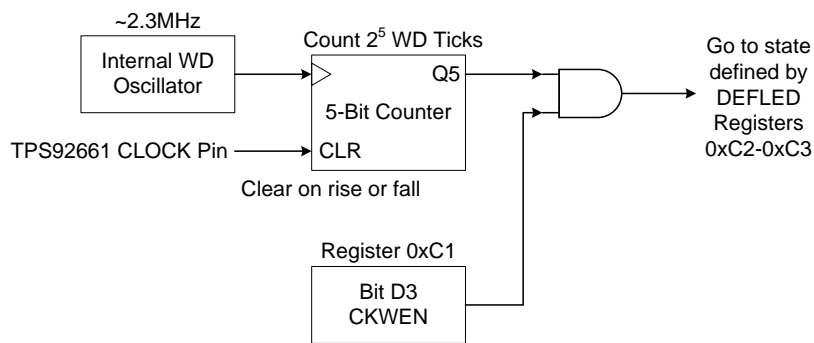 ~2.3MHz
Internal WD
Oscillator
Count 2⁵ WD Ticks
Q5
5-Bit Counter
CLR
TPS92661 CLOCK Pin
Clear on rise or fall
Go to state
defined by
DEFLED
Registers
0xC2-0xC3
Register 0xC1
Bit D3
CKWEN